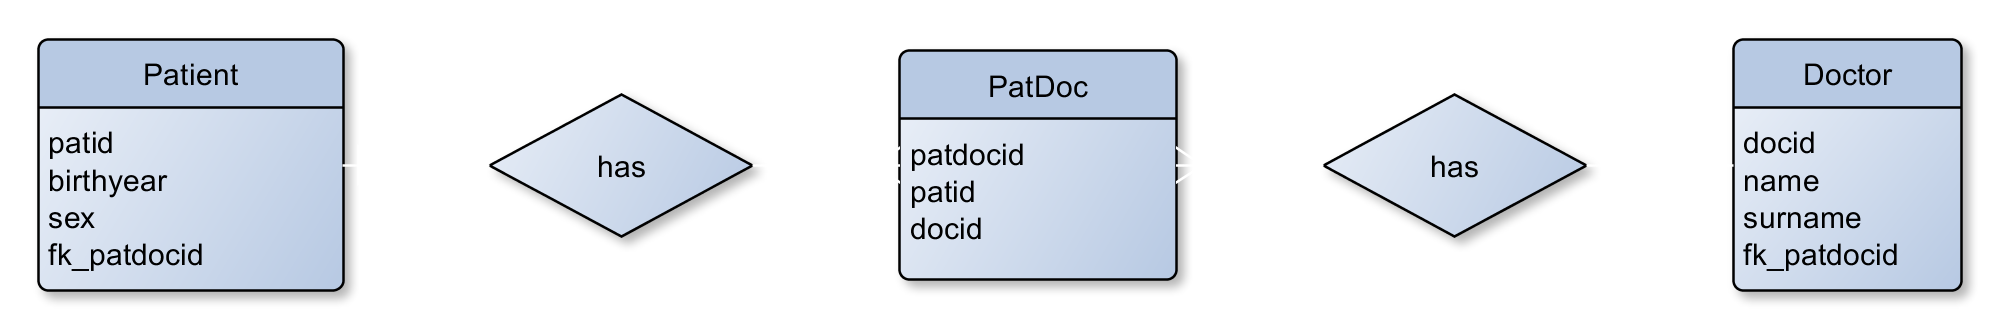 Patient
patid
birthyear
sex
fk_patdocid
has
PatDoc
patdocid
patid
docid
has
Doctor
docid
name
surname
fk_patdocid